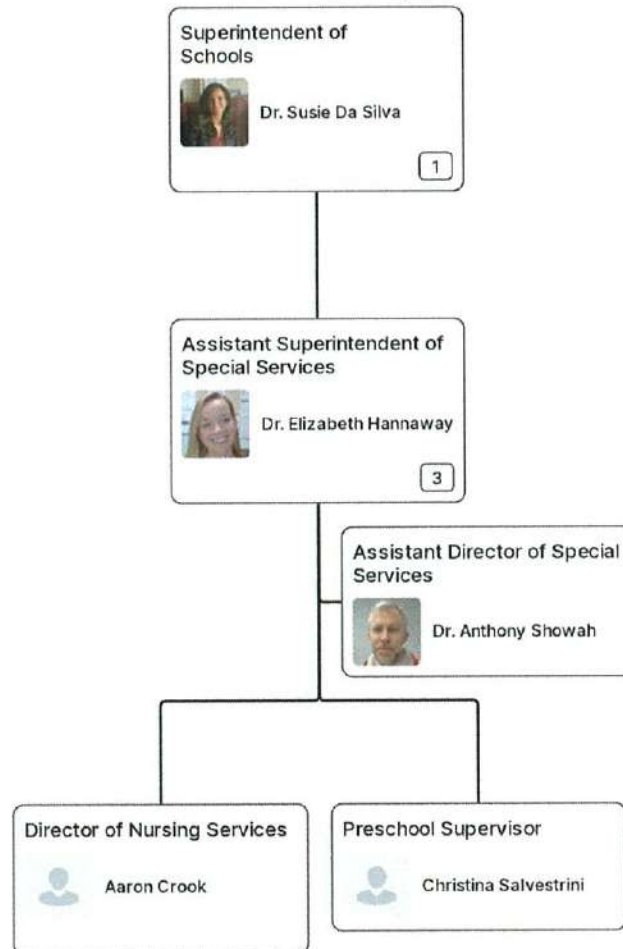 Superintendent of
Schools
Dr. Susie Da Silva
1
Assistant Superintendent of
Special Services
Dr. Elizabeth Hannaway
3
Assistant Director of Special
Services
Dr. Anthony Showah
Director of Nursing Services
Aaron Crook
Preschool Supervisor
Christina Salvestrini